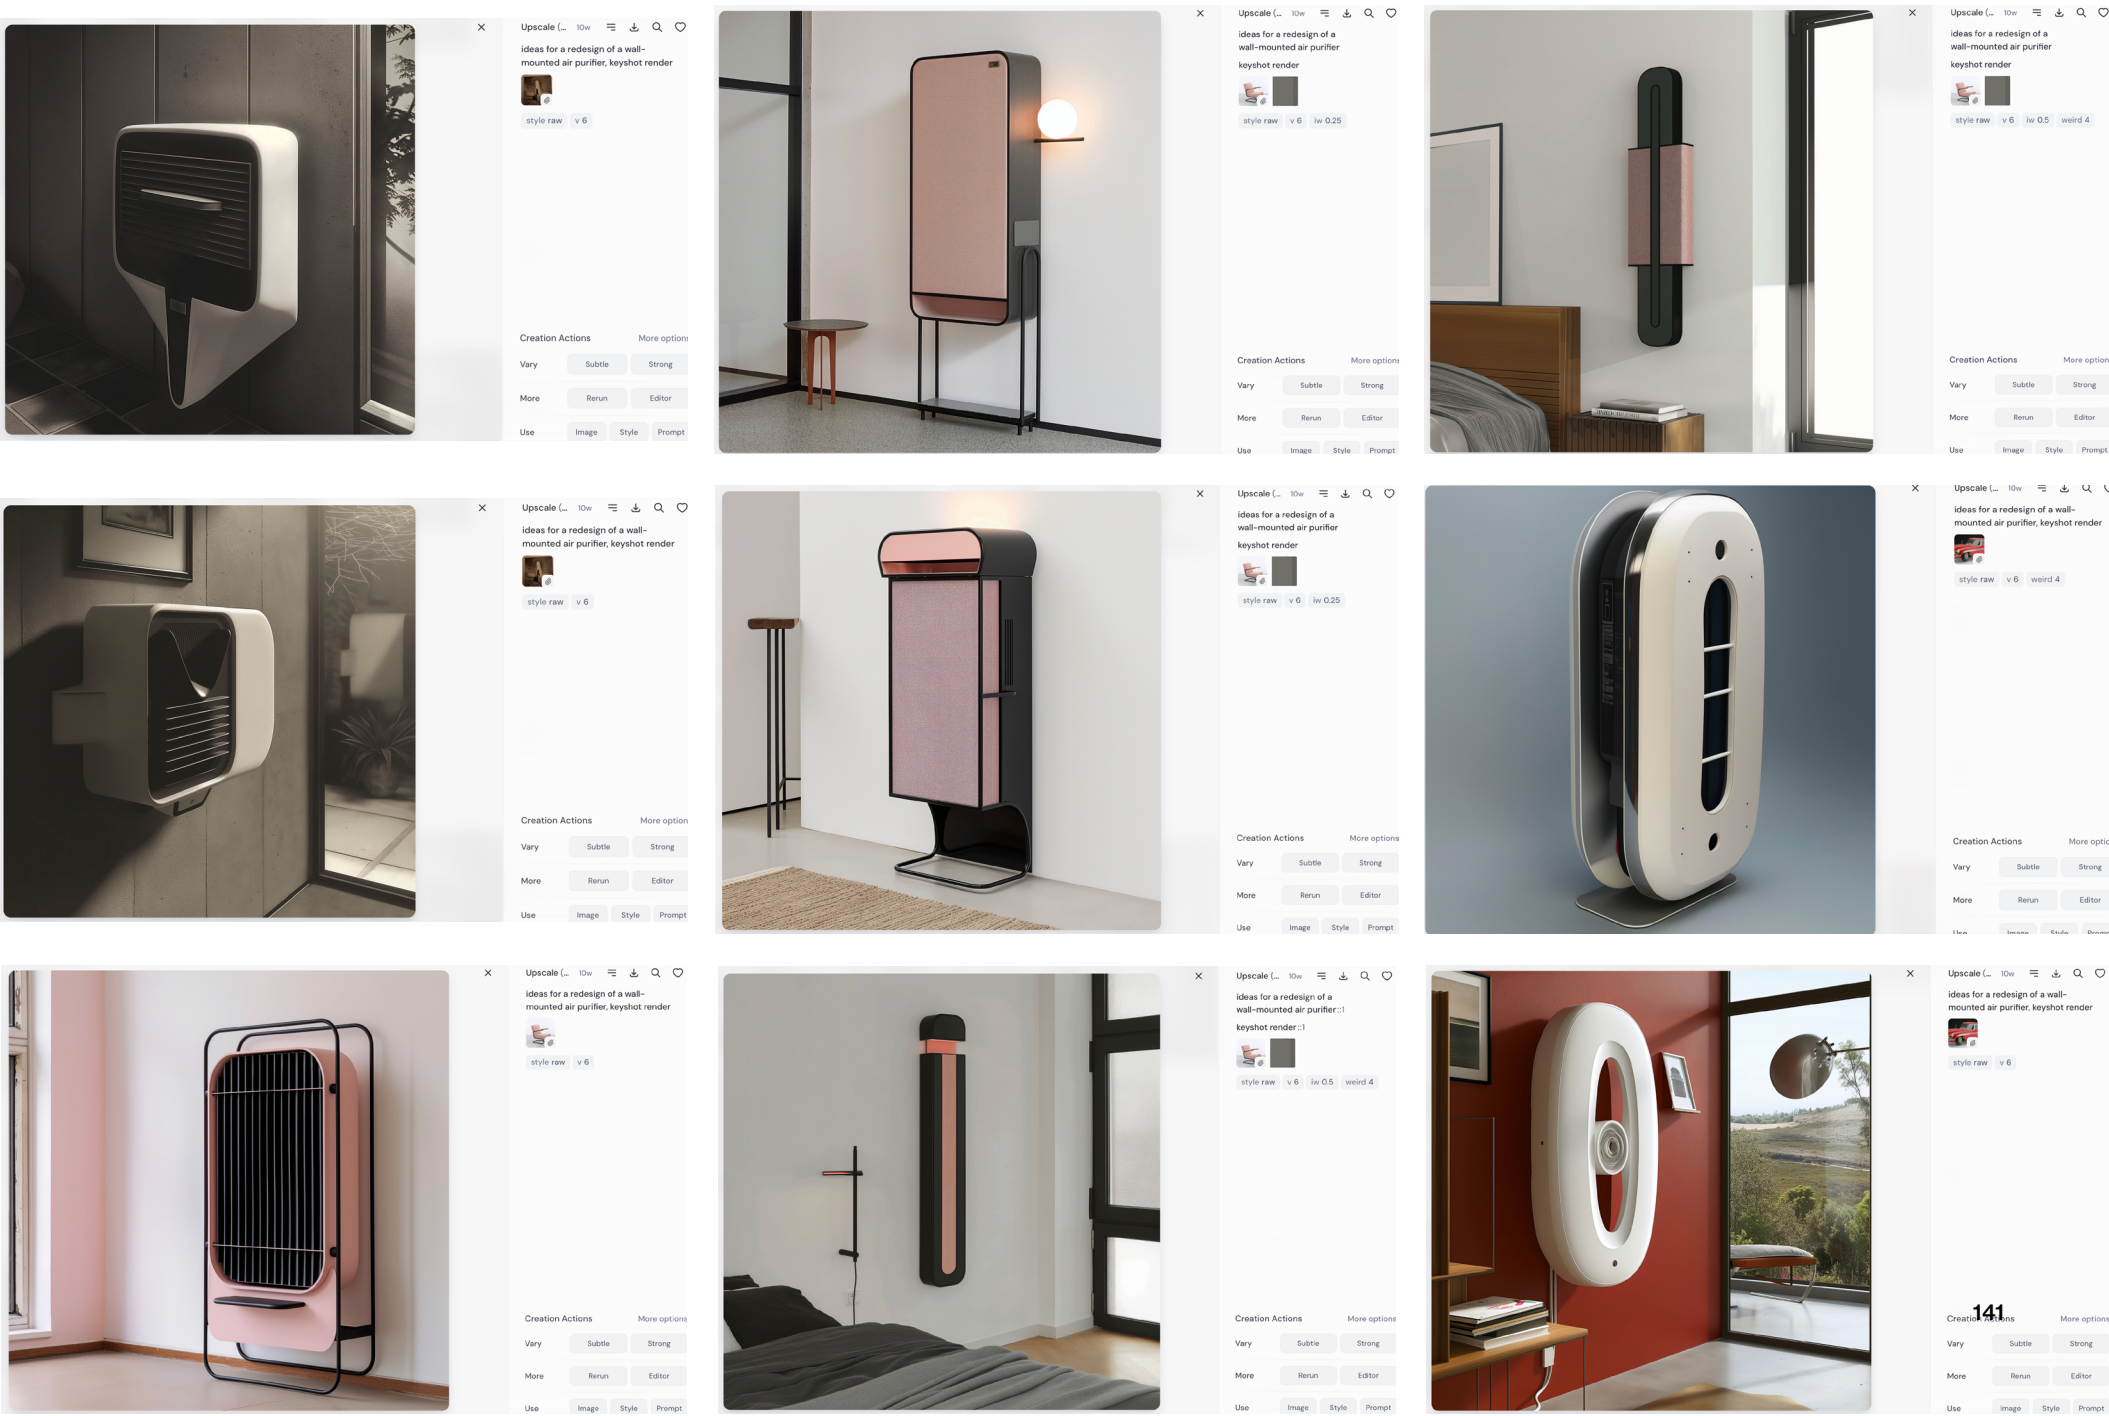 Upscale (... 10w
ideas for a redesign of a wall-
mounted air purifier, keyshot render
style raw v 6
Creation Actions More options
Vary Subtle Strong
More Rerun Editor
Use Image Style Prompt
Upscale (... 10w
ideas for a redesign of a
wall-mounted air purifier
keyshot render
style raw v 6 iw 0.25
Creation Actions More options
Vary Subtle Strong
More Rerun Editor
Use Image Style Prompt
Upscale (... 10w
ideas for a redesign of a
wall-mounted air purifier
keyshot render
style raw v 6 iw 0.5 weird 4
Creation Actions More option
Vary Subtle Strong
More Rerun Editor
Use Image Style Prompt
Upscale (... 10w
ideas for a redesign of a wall-
mounted air purifier, keyshot render
style raw v 6
Creation Actions More option
Vary Subtle Strong
More Rerun Editor
Use Image Style Prompt
Upscale (... 10w
ideas for a redesign of a
wall-mounted air purifier
keyshot render
style raw v 6 iw 0.25
Creation Actions More options
Vary Subtle Strong
More Rerun Editor
Use Image Style Prompt
Upscale (... 10w
ideas for a redesign of a wall-
mounted air purifier, keyshot render
style raw v 6 weird 4
Creation Actions More optic
Vary Subtle Strong
More Rerun Editor
Use Image Style Prom
Upscale (... 10w
ideas for a redesign of a wall-
mounted air purifier, keyshot render
style raw v 6
Creation Actions More options
Vary Subtle Strong
More Rerun Editor
Use Image Style Prompt
Upscale (... 10w
ideas for a redesign of a
wall-mounted air purifier::1
keyshot render::1
style raw v 6 iw 0.5 weird 4
Creation Actions More options
Vary Subtle Strong
More Rerun Editor
Use Image Style Prompt
Upscale (... 10w
ideas for a redesign of a wall-
mounted air purifier, keyshot render
style raw v 6
141
Creation Actions More options
Vary Subtle Strong
More Rerun Editor
Use Image Style Prompt